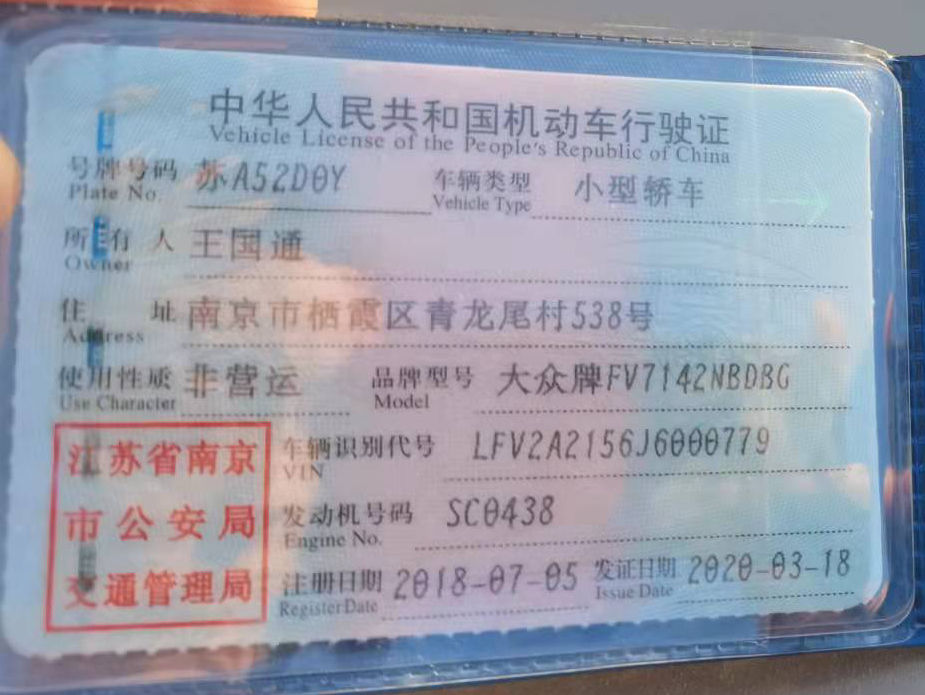 中华人民共和国机动车行驶证
Vehicle License of the People's Republic of China
号牌号码 苏A52D0Y 车辆类型 小型轿车
Plate No. Vehicle Type
所有人 王国通
Owner
住址 南京市栖霞区青龙尾村538号
Address
使用性质 非营运 品牌型号 大众牌FV7142NBDBG
Use Character Model
江苏省南京
市公安局
交通管理局
车辆识别代号 LFV2A2156J6000779
VIN
发动机号码 SC0438
Engine No.
注册日期 2018-07-05 发证日期 2020-03-18
Register Date Issue Date